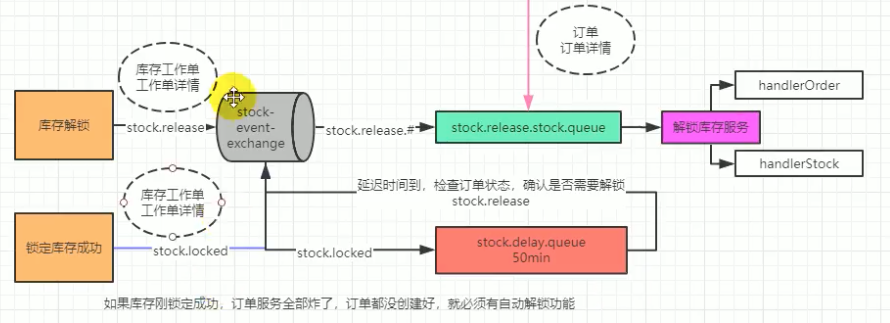 订单
订单详情
库存工作单
工作单详情
handlerOrder
库存解锁
stock.release
stock-
event-
exchange
stock.release.#
stock.release.stock.queue
解锁库存服务
handlerStock
库存工作单
工作单详情
延迟时间到，检查订单状态，确认是否需要解锁
stock.release
锁定库存成功
stock.locked
stock.locked
stock.delay.queue
50min
如果库存刚锁定成功，订单服务全部炸了，订单都没创建好，就必须有自动解锁功能